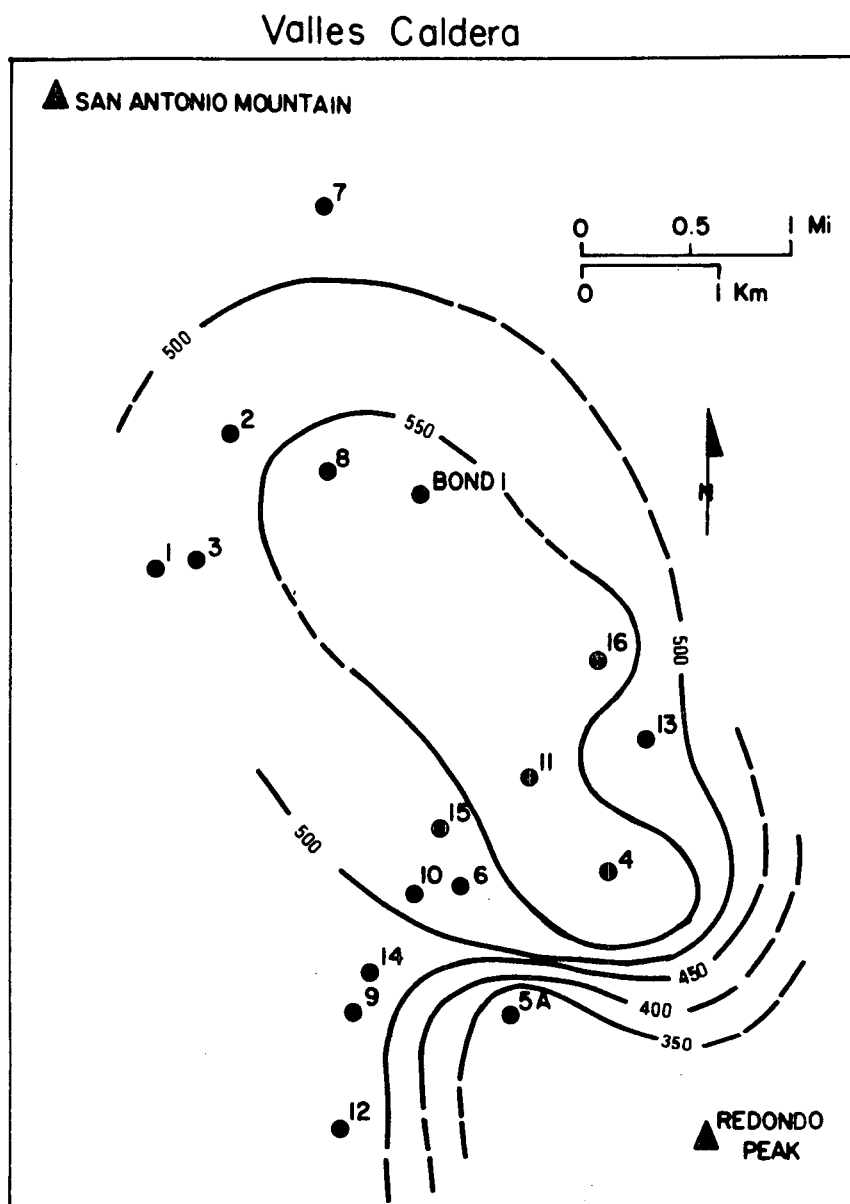 Valles Caldera
SAN ANTONIO MOUNTAIN
7
0 0.5 1 Mi
0 1 Km
500
2
550
8
BOND 1
N
1 3
16
500
13
11
15
500
4
10 6
14
450
9
5A
400
350
12
REDONDO
PEAK